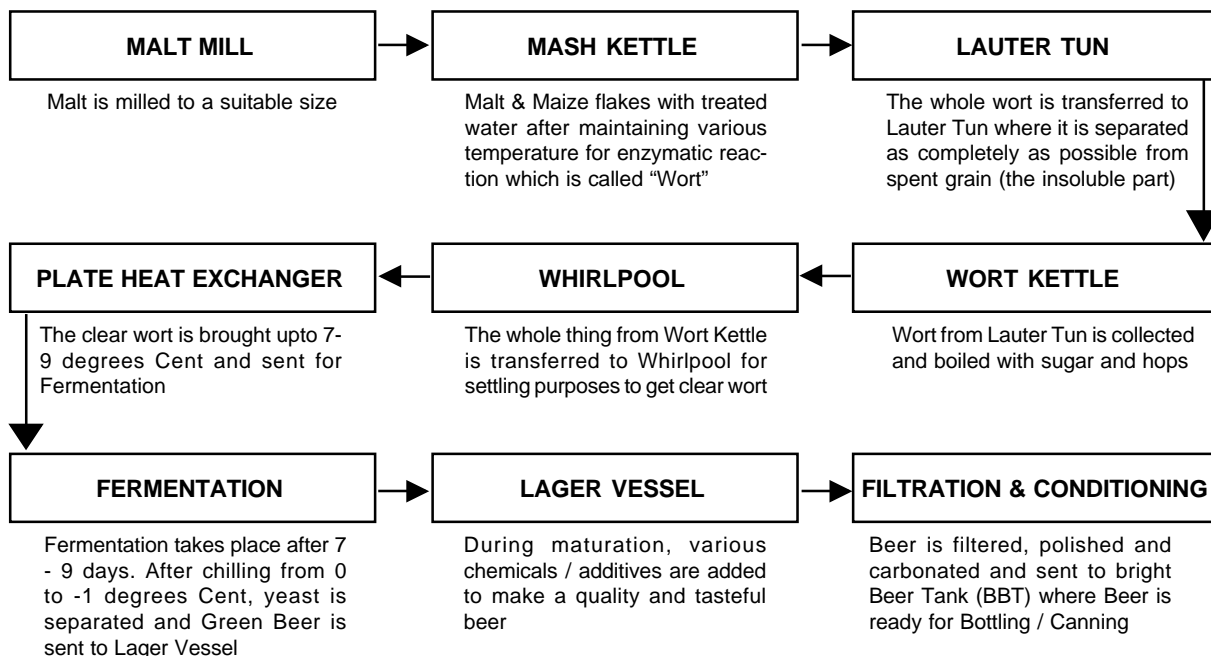 MALT MILL
Malt is milled to a suitable size
MASH KETTLE
Malt & Maize flakes with treated
water after maintaining various
temperature for enzymatic reac-
tion which is called “Wort”
LAUTER TUN
The whole wort is transferred to
Lauter Tun where it is separated
as completely as possible from
spent grain (the insoluble part)
WORT KETTLE
Wort from Lauter Tun is collected
and boiled with sugar and hops
WHIRLPOOL
The whole thing from Wort Kettle
is transferred to Whirlpool for
settling purposes to get clear wort
PLATE HEAT EXCHANGER
The clear wort is brought upto 7-
9 degrees Cent and sent for
Fermentation
FERMENTATION
Fermentation takes place after 7
- 9 days. After chilling from 0
to -1 degrees Cent, yeast is
separated and Green Beer is
sent to Lager Vessel
LAGER VESSEL
During maturation, various
chemicals / additives are added
to make a quality and tasteful
beer
FILTRATION & CONDITIONING
Beer is filtered, polished and
carbonated and sent to bright
Beer Tank (BBT) where Beer is
ready for Bottling / Canning